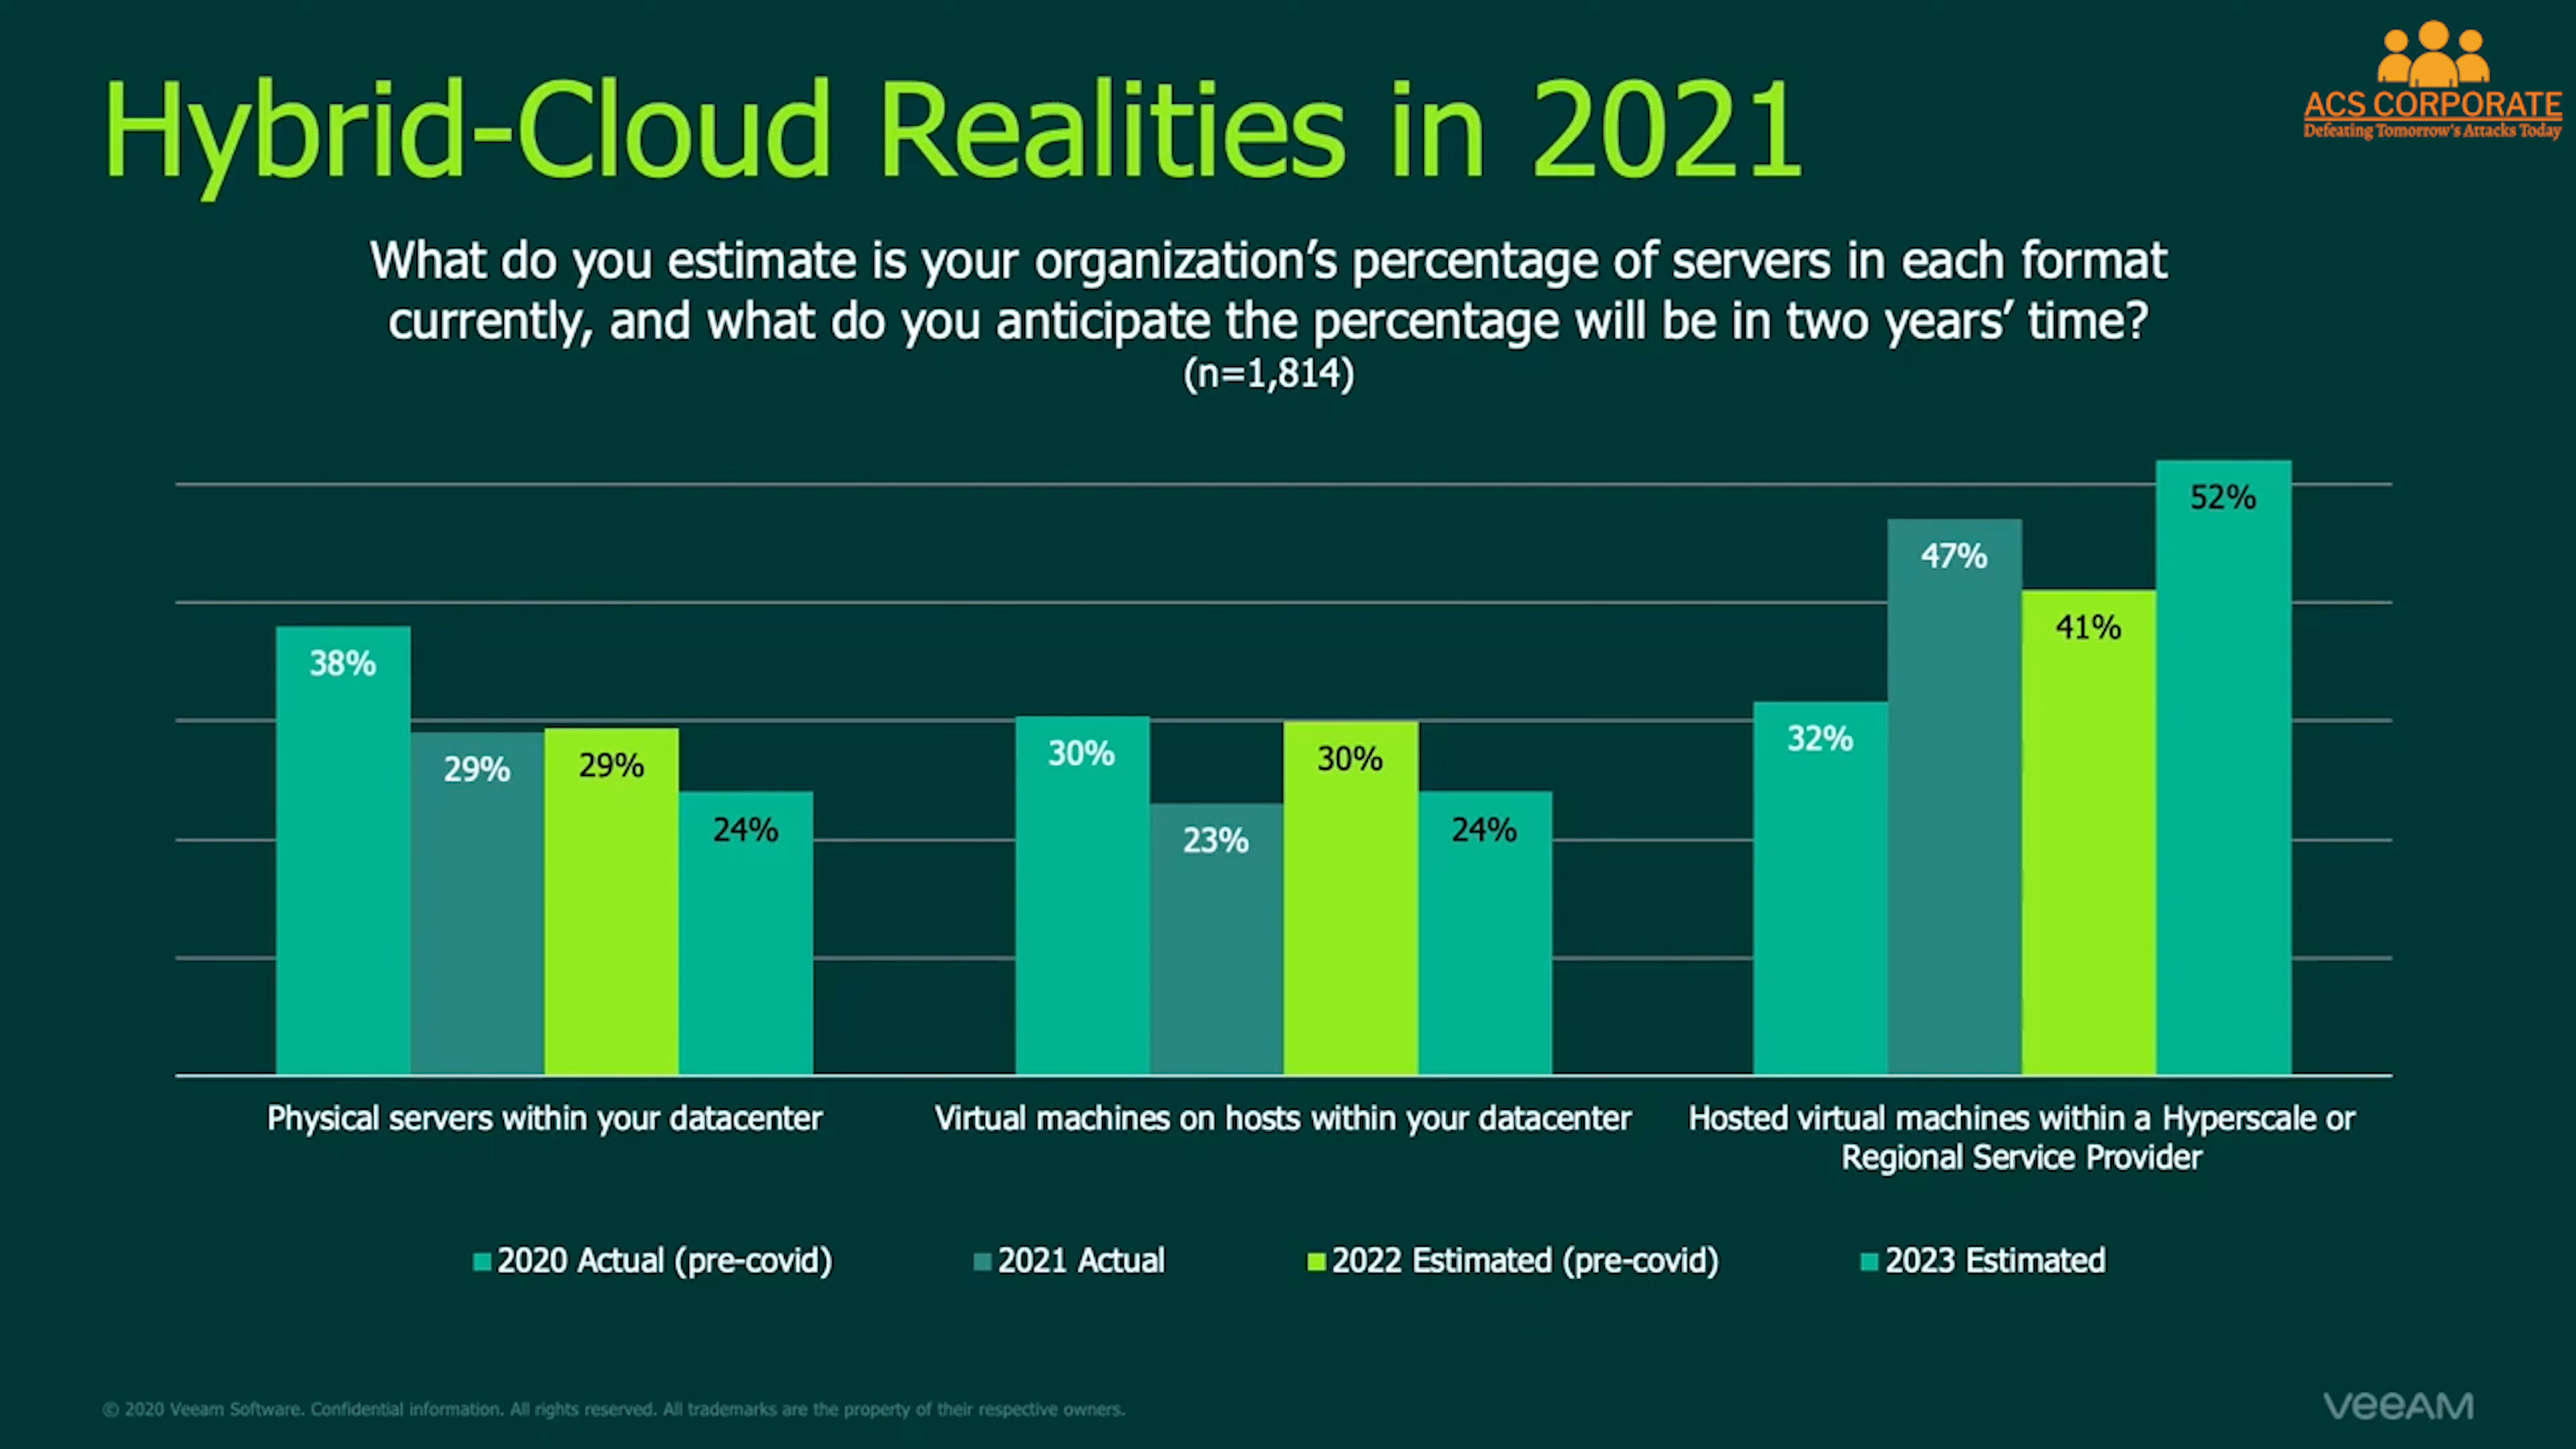 Hybrid-Cloud Realities in 2021
ACS CORPORATE
Defeating Tomorrow's Attacks Today
What do you estimate is your organization's percentage of servers in each format
currently, and what do you anticipate the percentage will be in two years' time?
(n=1,814)
38%
29%
29%
24%
30%
23%
30%
24%
32%
47%
41%
52%
Physical servers within your datacenter
Virtual machines on hosts within your datacenter
Hosted virtual machines within a Hyperscale or
Regional Service Provider
2020 Actual (pre-covid)
2021 Actual
2022 Estimated (pre-covid)
2023 Estimated
© 2020 Veeam Software. Confidential information. All rights reserved. All trademarks are the property of their respective owners.
veeAM